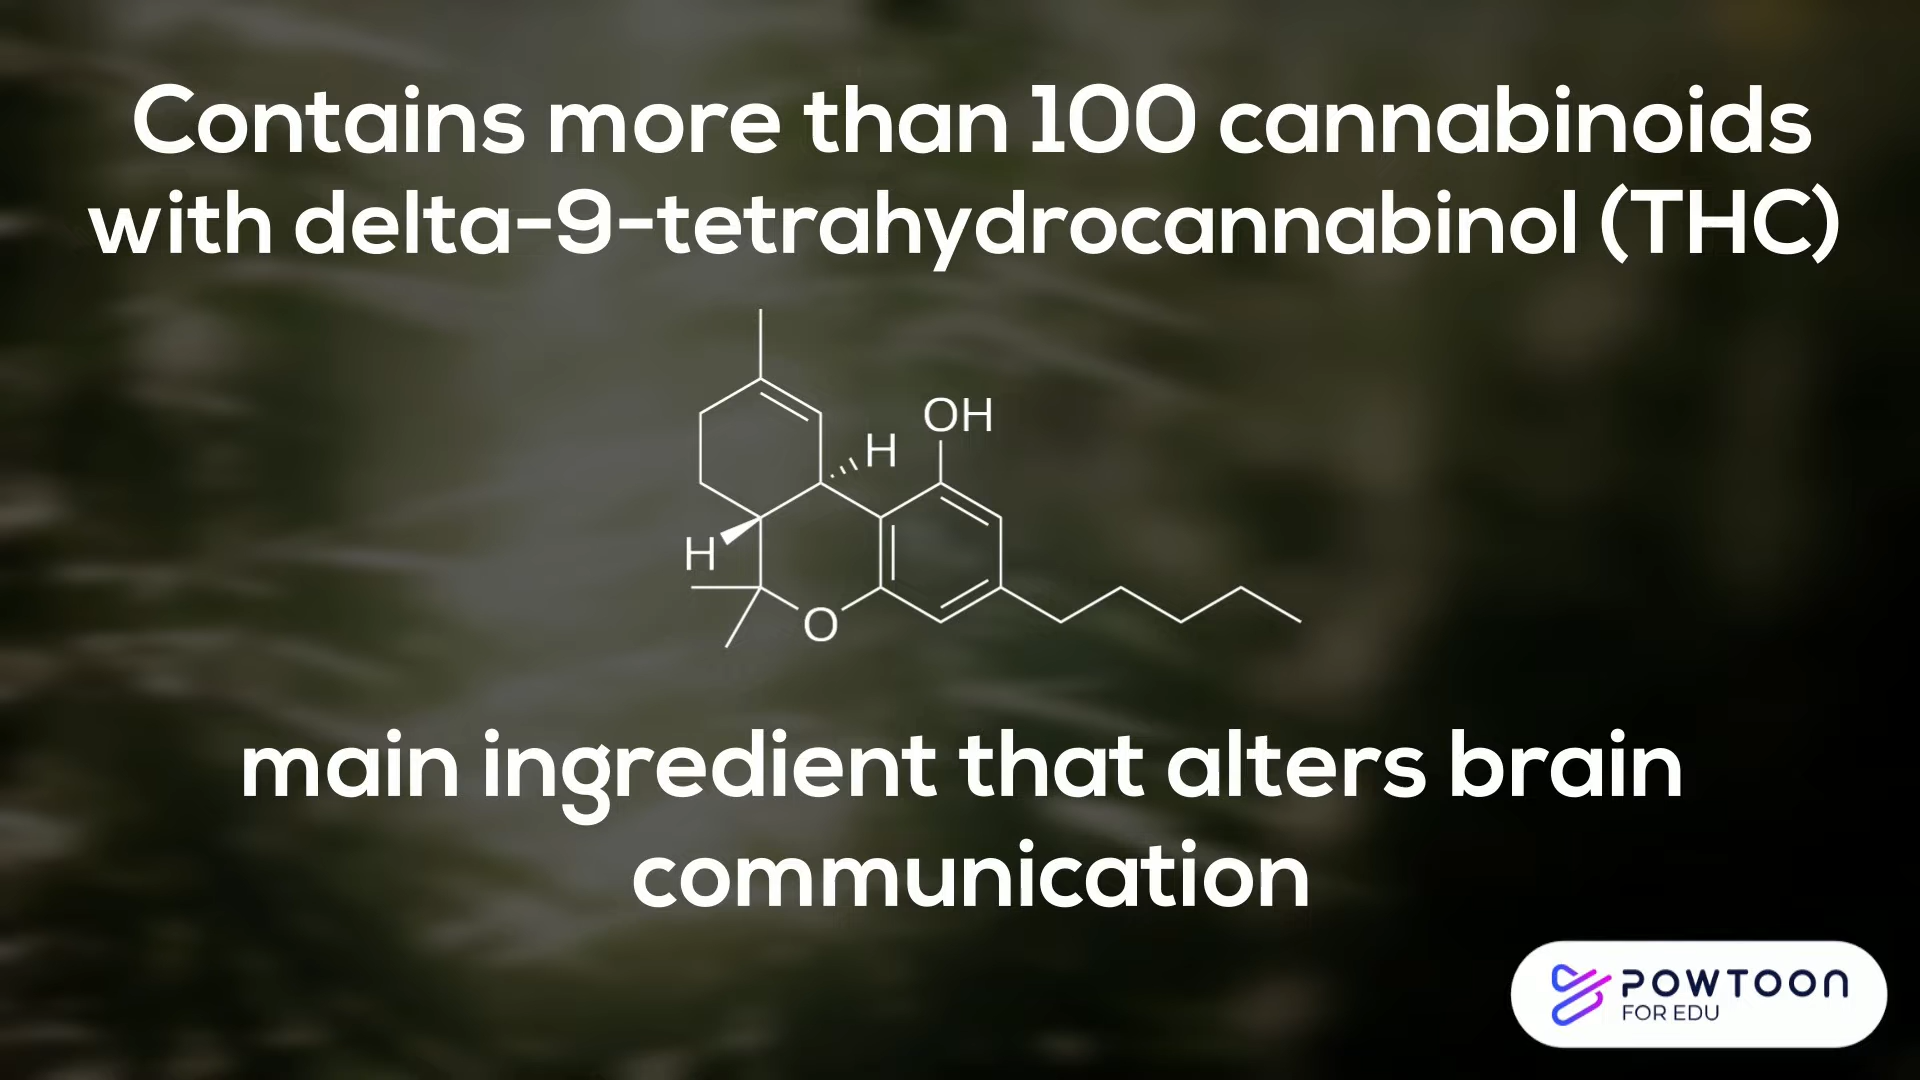 Contains more than 100 cannabinoids
with delta-9-tetrahydrocannabinol (THC)
OH
H
H
O
main ingredient that alters brain
communication
POWTOON
FOR EDU